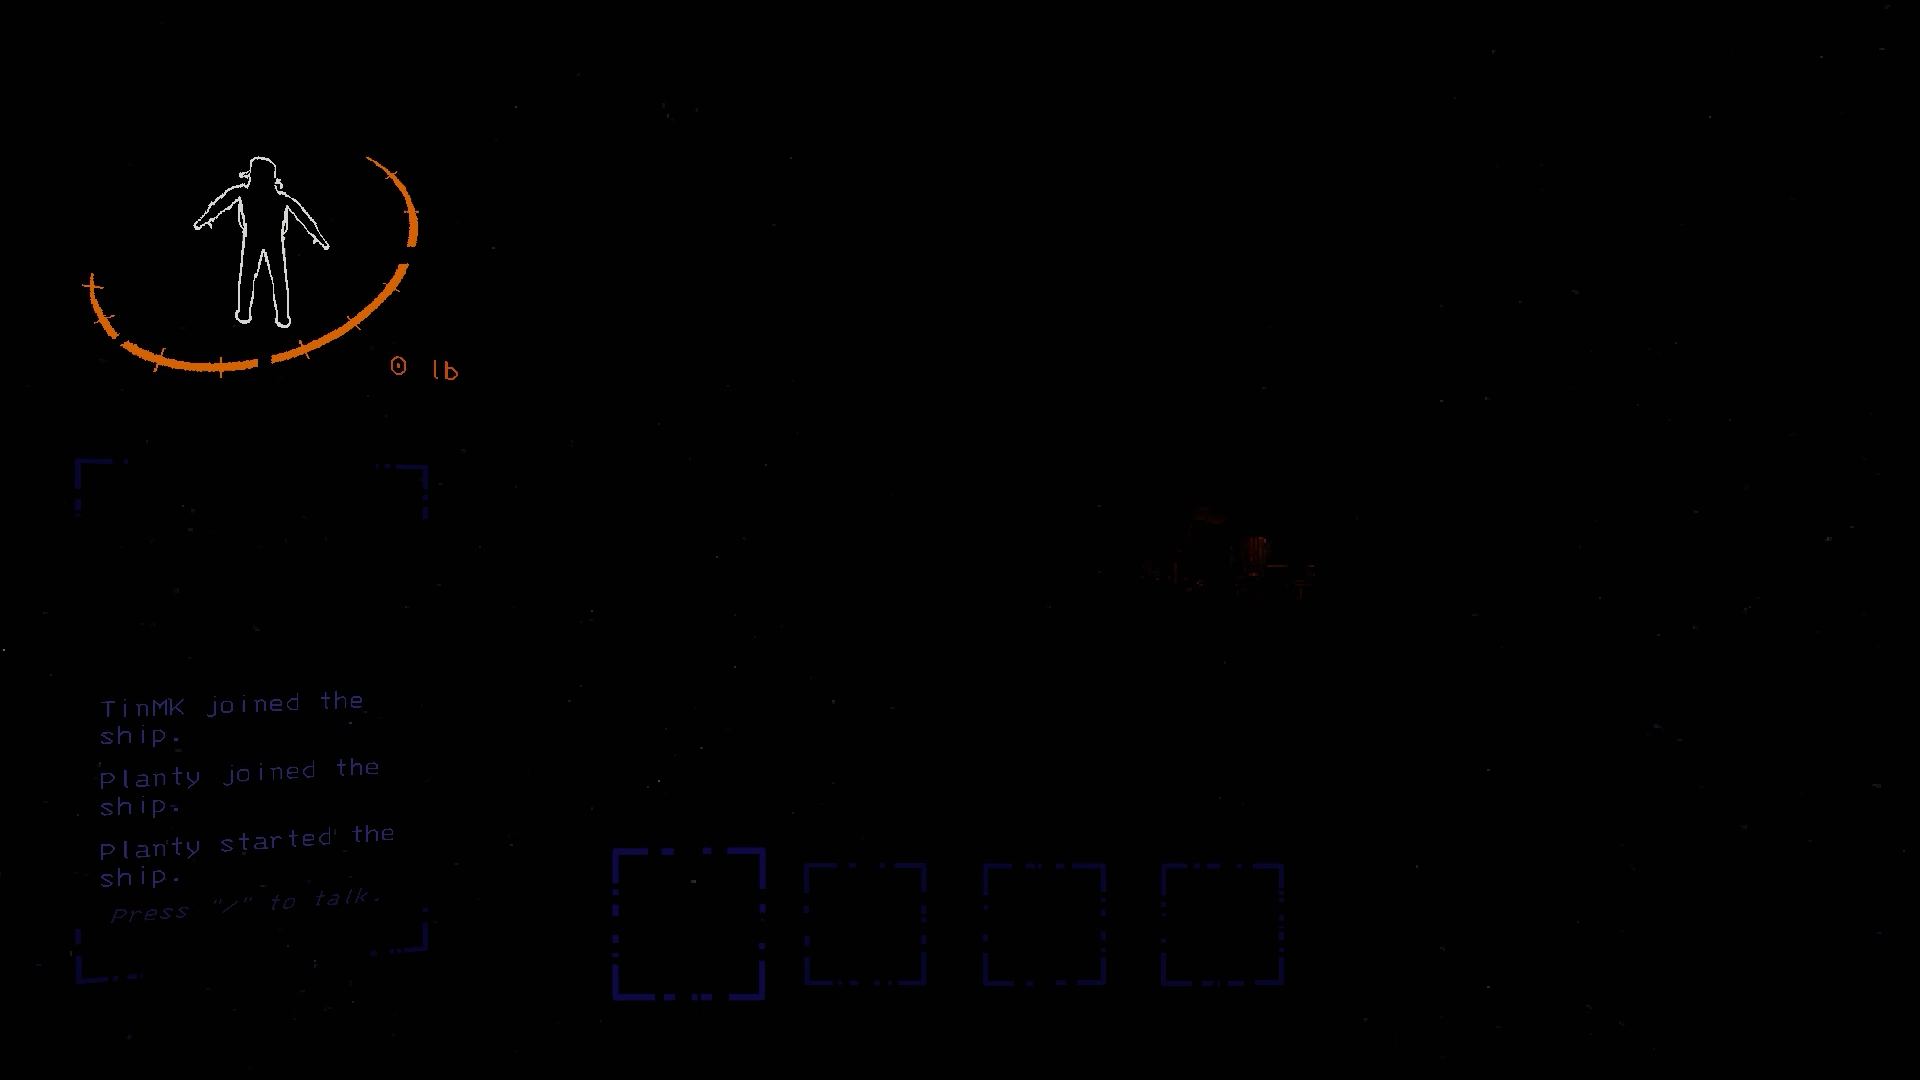 0 lb
TinMK joined the
ship.
Planty joined the
ship.
Planty started the
ship.
Press "/" to talk.